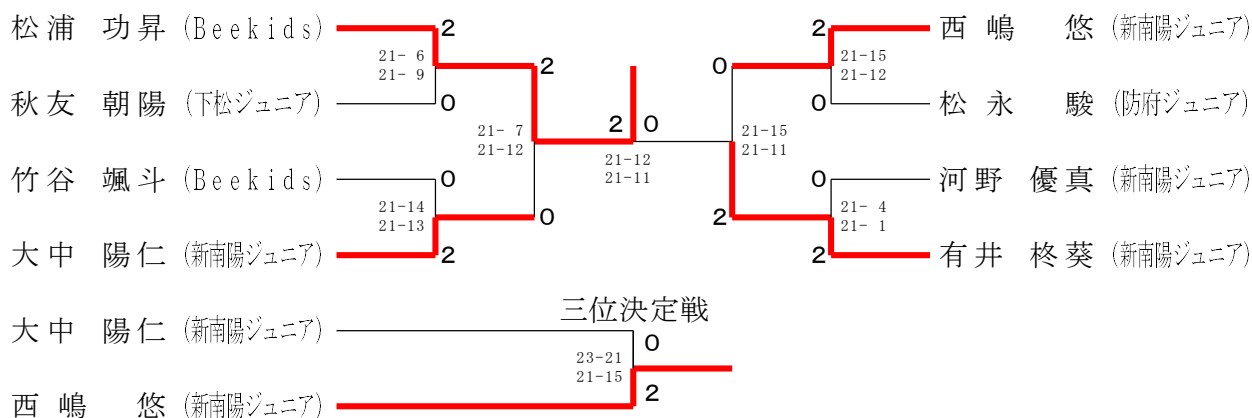 松浦 功昇 (Beekids) 2 2 西嶋 悠 (新南陽ジュニア)
21- 6 2 0 21-15
21- 9 21-12
秋友 朝陽 (下松ジュニア) 0 0 松永 駿 (防府ジュニア)
21- 7 2 0 21-15
21-12 21-11
21-12
21-11
竹谷 颯斗 (Beekids) 0 0 河野 優真 (新南陽ジュニア)
21-14 0 2 21- 4
21-13 21- 1
大中 陽仁 (新南陽ジュニア) 2 2 有井 柊葵 (新南陽ジュニア)
三位決定戦
大中 陽仁 (新南陽ジュニア) 0
23-21
21-15
西嶋 悠 (新南陽ジュニア) 2